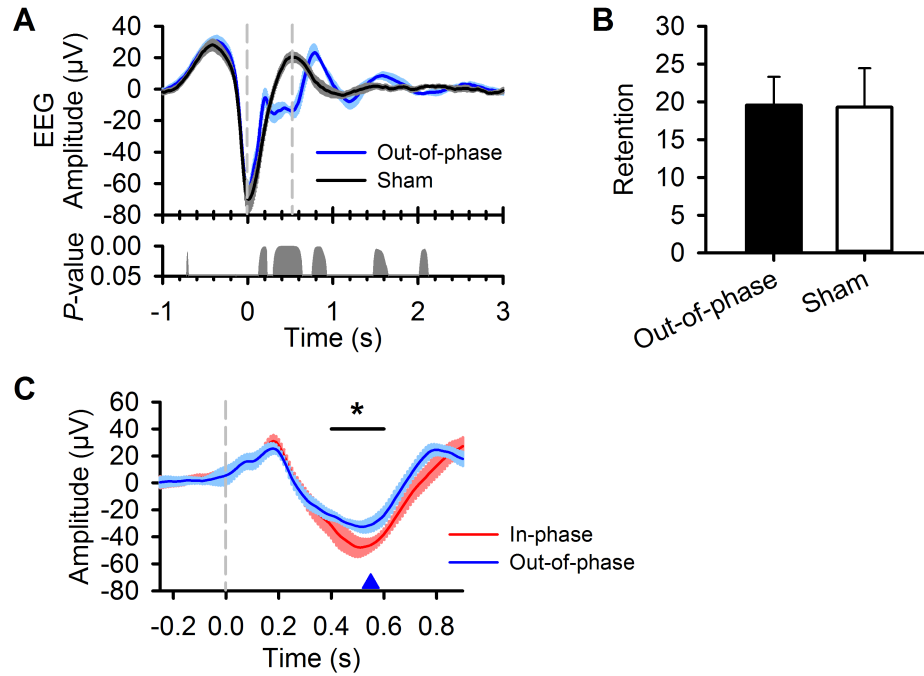 A
EEG
Amplitude (µV)
40
20
0
-20
-40
-60
-80
Out-of-phase
Sham
P-value
0.00
0.05
-1
0
1
2
3
Time (s)
B
Retention
30
25
20
15
10
5
0
Out-of-phase
Sham
C
Amplitude (µV)
60
40
20
0
-20
-40
-60
-80
*
In-phase
Out-of-phase
-0.2
0.0
0.2
0.4
0.6
0.8
Time (s)